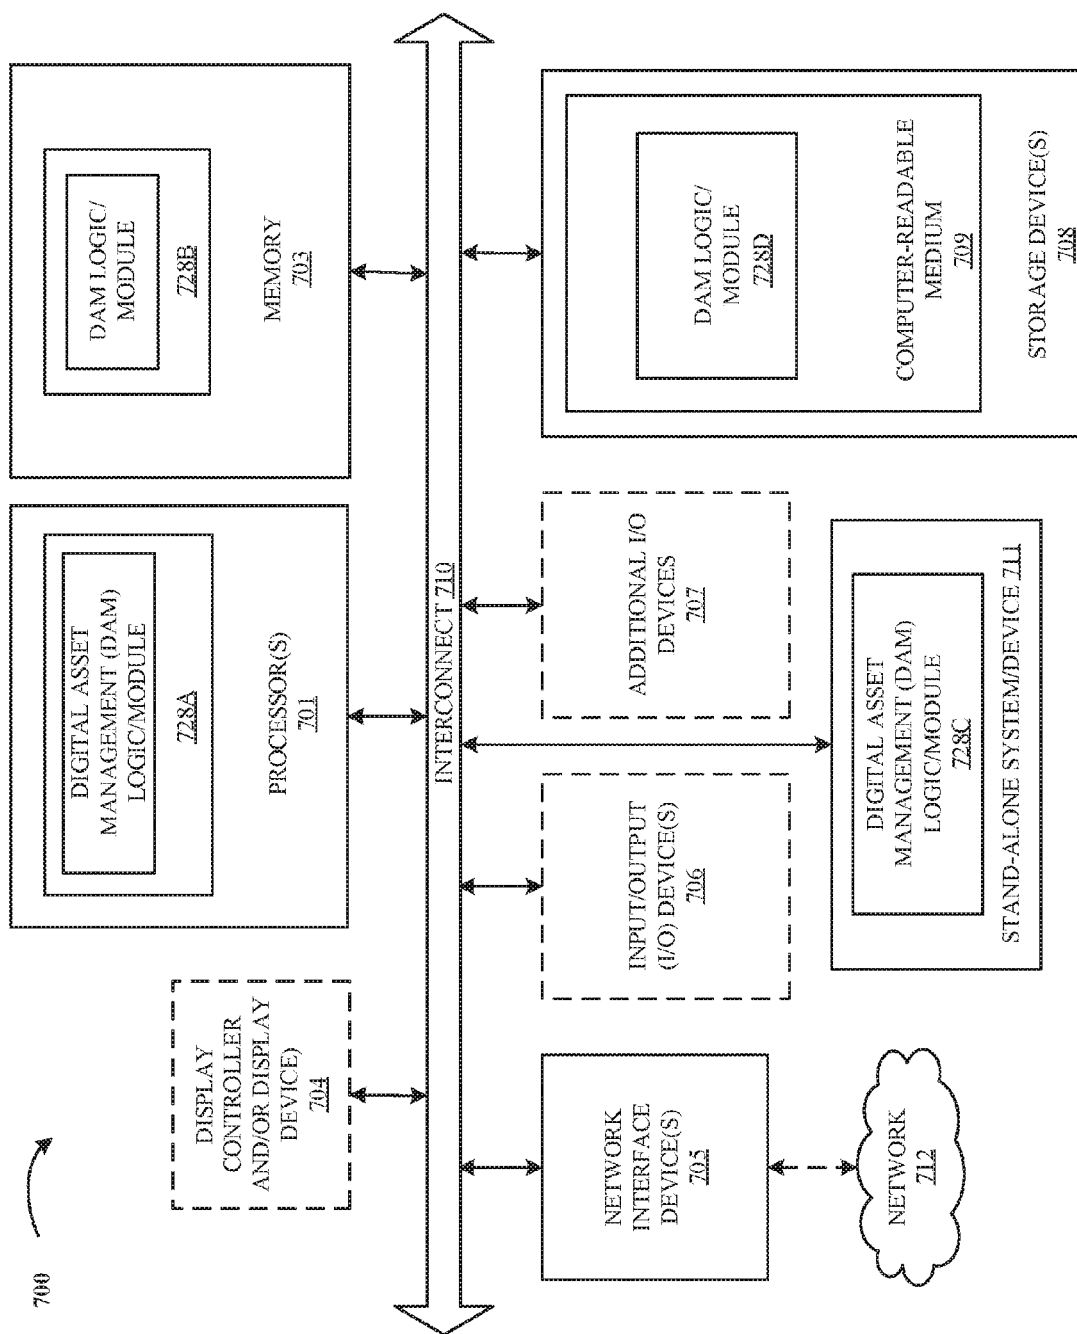 700
DISPLAY
CONTROLLER
AND/OR DISPLAY
DEVICE)
704
DIGITAL ASSET
MANAGEMENT (DAM)
LOGIC/MODULE
728A
PROCESSOR(S)
701
DAM LOGIC/
MODULE
728B
MEMORY
703
INTERCONNECT 710
NETWORK
INTERFACE
DEVICE(S)
705
INPUT/OUTPUT
(I/O) DEVICE(S)
706
ADDITIONAL I/O
DEVICES
707
DAM LOGIC/
MODULE
728D
COMPUTER-READABLE
MEDIUM
709
STORAGE DEVICE(S)
708
NETWORK
712
DIGITAL ASSET
MANAGEMENT (DAM)
LOGIC/MODULE
728C
STAND-ALONE SYSTEM/DEVICE 711